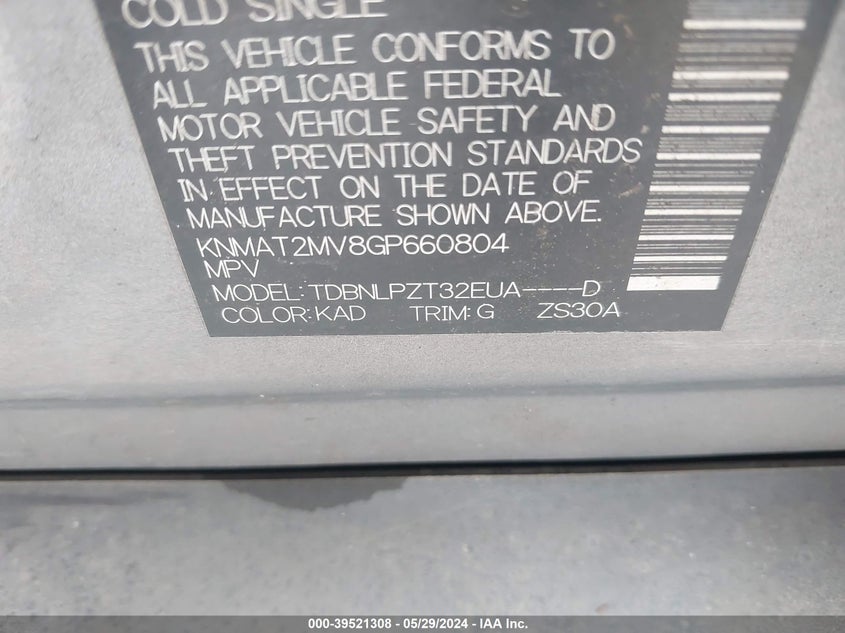 COLD SINGLE
THIS VEHICLE CONFORMS TO
ALL APPLICABLE FEDERAL
MOTOR VEHICLE SAFETY AND
THEFT PREVENTION STANDARDS
IN EFFECT ON THE DATE OF
MANUFACTURE SHOWN ABOVE.
KNMAT2MV8GP660804
MPV
MODEL:TDBNLPZT32EUA----D
COLOR:KAD TRIM:G ZS30A
000-39521308 - 05/29/2024 - IAA Inc.